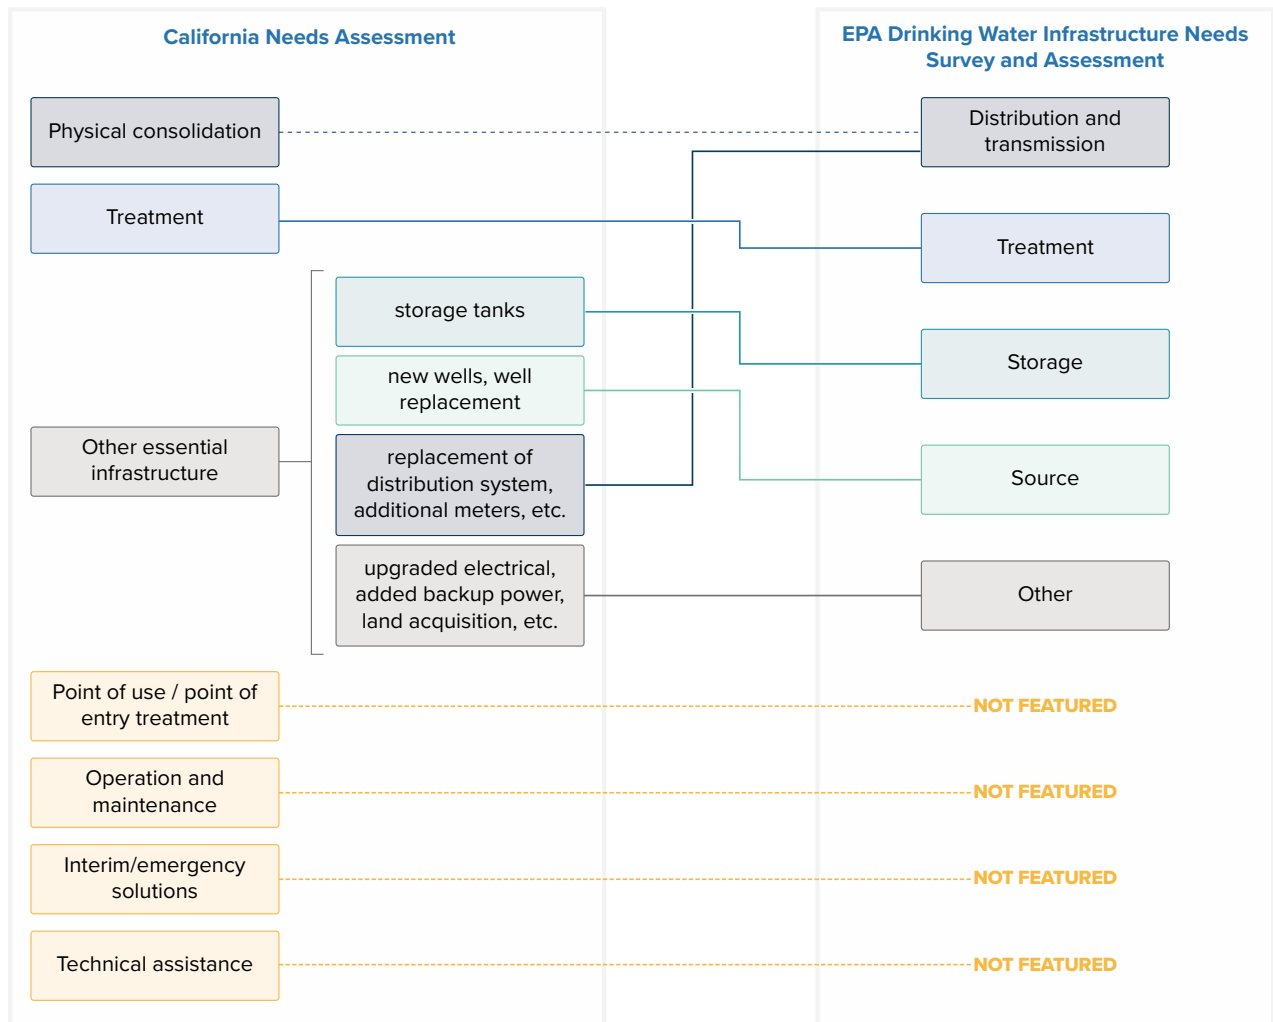 California Needs Assessment
EPA Drinking Water Infrastructure Needs
Survey and Assessment
Physical consolidation
Distribution and
transmission
Treatment
Treatment
storage tanks
Storage
new wells, well
replacement
Source
Other essential
infrastructure
replacement of
distribution system,
additional meters, etc.
upgraded electrical,
added backup power,
land acquisition, etc.
Other
Point of use / point of
entry treatment
NOT FEATURED
Operation and
maintenance
NOT FEATURED
Interim/emergency
solutions
NOT FEATURED
Technical assistance
NOT FEATURED